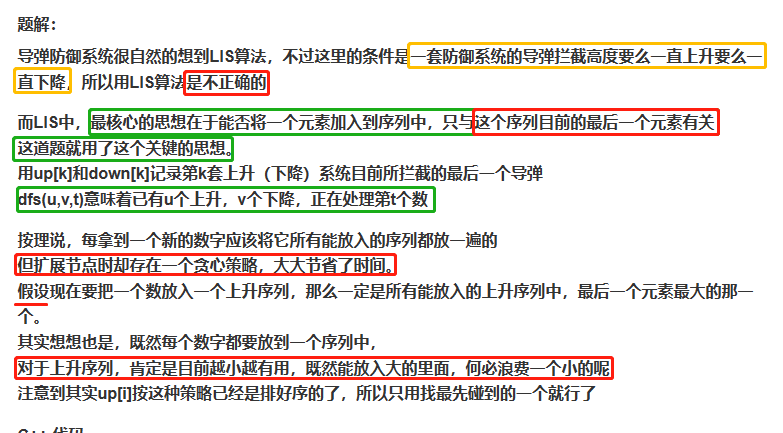 题解：
导弹防御系统很自然的想到LIS算法，不过这里的条件是一套防御系统的导弹拦截高度要么一直上升要么一
直下降，所以用LIS算法是不正确的
而LIS中，最核心的思想在于能否将一个元素加入到序列中，只与这个序列目前的最后一个元素有关
这道题就用了这个关键的思想。
用up[k]和down[k]记录第k套上升（下降）系统目前所拦截的最后一个导弹
dfs(u,v,t)意味着已有u个上升，v个下降，正在处理第t个数
按理说，每拿到一个新的数字应该将它所有能放入的序列都放一遍的
但扩展节点时却存在一个贪心策略，大大节省了时间。
假设现在要把一个数放入一个上升序列，那么一定是所有能放入的上升序列中，最后一个元素最大的那一
个。
其实想想也是，既然每个数字都要放到一个序列中，
对于上升序列，肯定是目前越小越有用，既然能放入大的里面，何必浪费一个小的呢
注意到其实up[i]按这种策略已经是排好序的了，所以只用找最先碰到的一个就行了